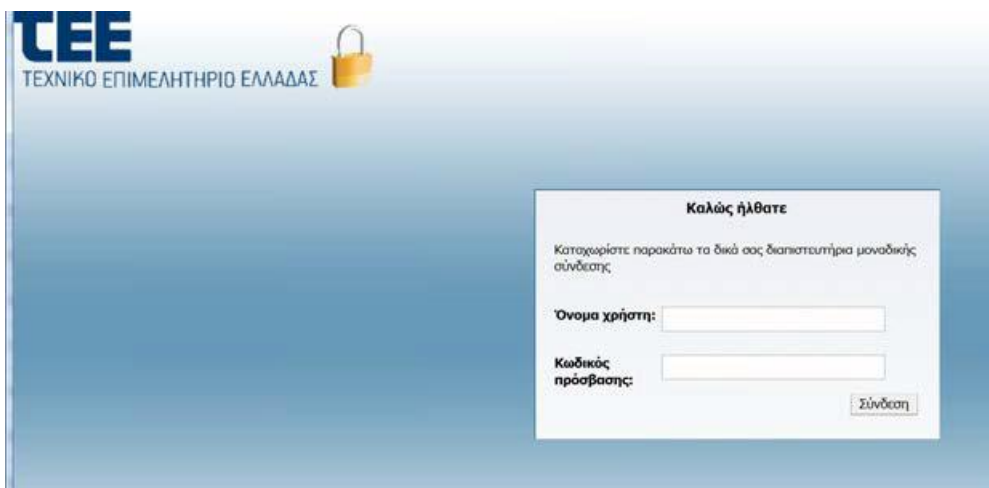 ΤΕΕ
ΤΕΧΝΙΚΟ ΕΠΙΜΕΛΗΤΗΡΙΟ ΕΛΛΑΔΑΣ
Καλώς ήλθατε
Καταχωρίστε παρακάτω τα δικά σας διαπιστευτήρια μοναδικής
σύνδεσης
Όνομα χρήστη:
Κωδικός
πρόσβασης:
Σύνδεση